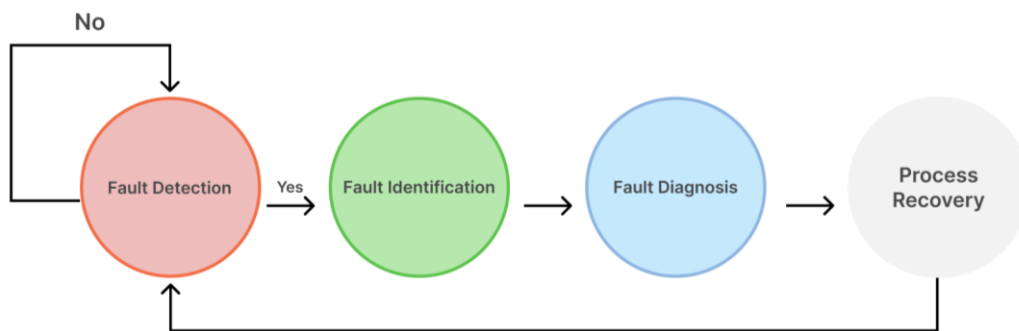 No
Fault Detection
Yes
Fault Identification
Fault Diagnosis
Process
Recovery